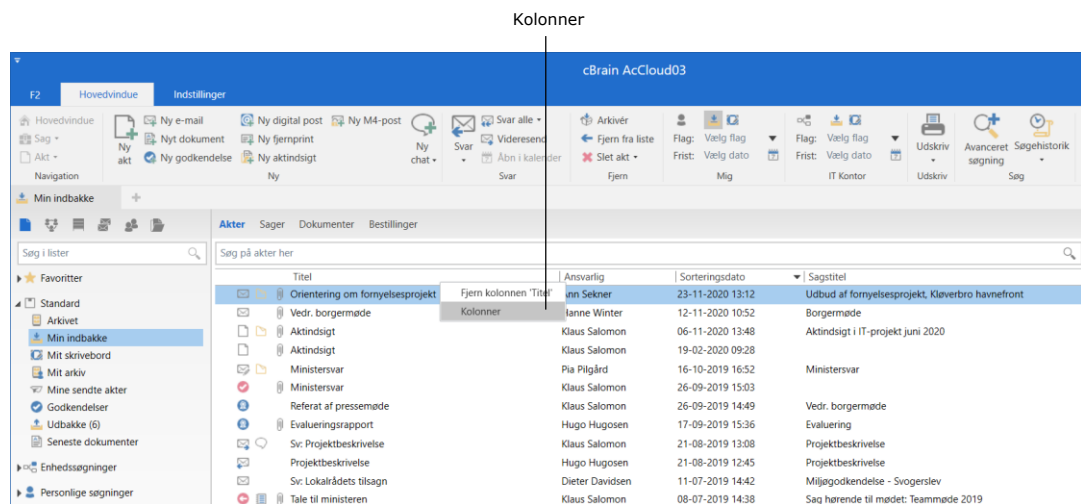 Kolonner
cBrain AcCloud03
F2 Hovedvindue Indstillinger
Hovedvindue Ny e-mail Ny digital post Ny M4-post Svar alle Arkivér
Sag Nyt dokument Ny fjernprint Videresend Fjern fra liste Flag: Vælg flag Flag: Vælg flag
Akt Ny akt Ny godkendelse Ny aktindsigt Ny chat Svar Åbn i kalender Slet akt Frist: Vælg dato Frist: Vælg dato Udskriv Avanceret søgning Søgehistorik
Navigation Ny Svar Fjern Mig IT Kontor Udskriv Søg
Min indbakke +
Akter Sager Dokumenter Bestillinger
Søg i lister Søg på akter her
Favoritter
Standard
Arkivet
Min indbakke
Mit skrivebord
Mit arkiv
Mine sendte akter
Godkendelser
Udbakke (6)
Seneste dokumenter
Enhedssøgninger
Personlige søgninger
Titel Ansvarlig Sorteringsdato Sagstitel
Orientering om fornyelsesprojekt Ann Sekner 23-11-2020 13:12 Udbud af fornyelsesprojekt, Kløverbro havnefront
Fjern kolonnen 'Titel'
Kolonner
Vedr. borgermøde Hanne Winter 12-11-2020 10:52 Borgermøde
Aktindsigt Klaus Salomon 06-11-2020 13:48 Aktindsigt i IT-projekt juni 2020
Aktindsigt Klaus Salomon 19-02-2020 09:28
Ministersvar Pia Pilgård 16-10-2019 16:52 Ministersvar
Ministersvar Klaus Salomon 26-09-2019 15:03
Referat af pressemøde Klaus Salomon 26-09-2019 14:49 Vedr. borgermøde
Evalueringsrapport Hugo Hugosen 17-09-2019 15:36 Evaluering
Sv: Projektbeskrivelse Klaus Salomon 21-08-2019 13:08 Projektbeskrivelse
Projektbeskrivelse Hugo Hugosen 21-08-2019 12:45 Projektbeskrivelse
Sv: Lokalrådets tilsagn Dieter Davidsen 11-07-2019 14:42 Miljøgodkendelse - Svogerslev
Tale til ministeren Klaus Salomon 08-07-2019 14:38 Sag hørende til mødet: Teammøde 2019